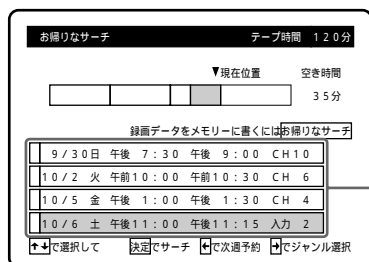 お帰りなサーチ テープ時間 120分
▼現在位置 空き時間
35分
録画データをメモリーに書くにはお帰りなサーチ
9/30日 午後 7:30 午後 9:00 CH10
10/2 火 午前10:00 午前10:30 CH 6
10/5 金 午後 1:00 午後 1:30 CH 4
10/6 土 午後11:00 午後11:15 入力 2
↑↓で選択して 決定でサーチ ←で次週予約 →でジャンル選択